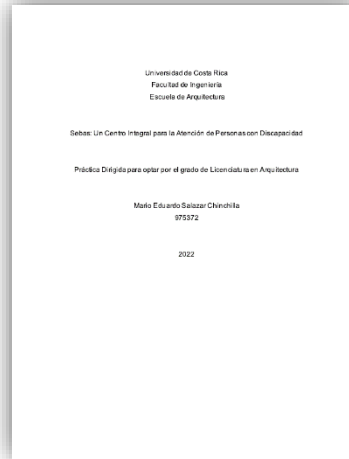 Universidad de Costa Rica
Facultad de Ingeniería
Escuela de Arquitectura
Sebas: Un Centro Integral para la Atención de Personas con Discapacidad
Práctica Dirigida para optar por el grado de Licenciatura en Arquitectura
Mario Eduardo Salazar Chinchilla
975372
2022